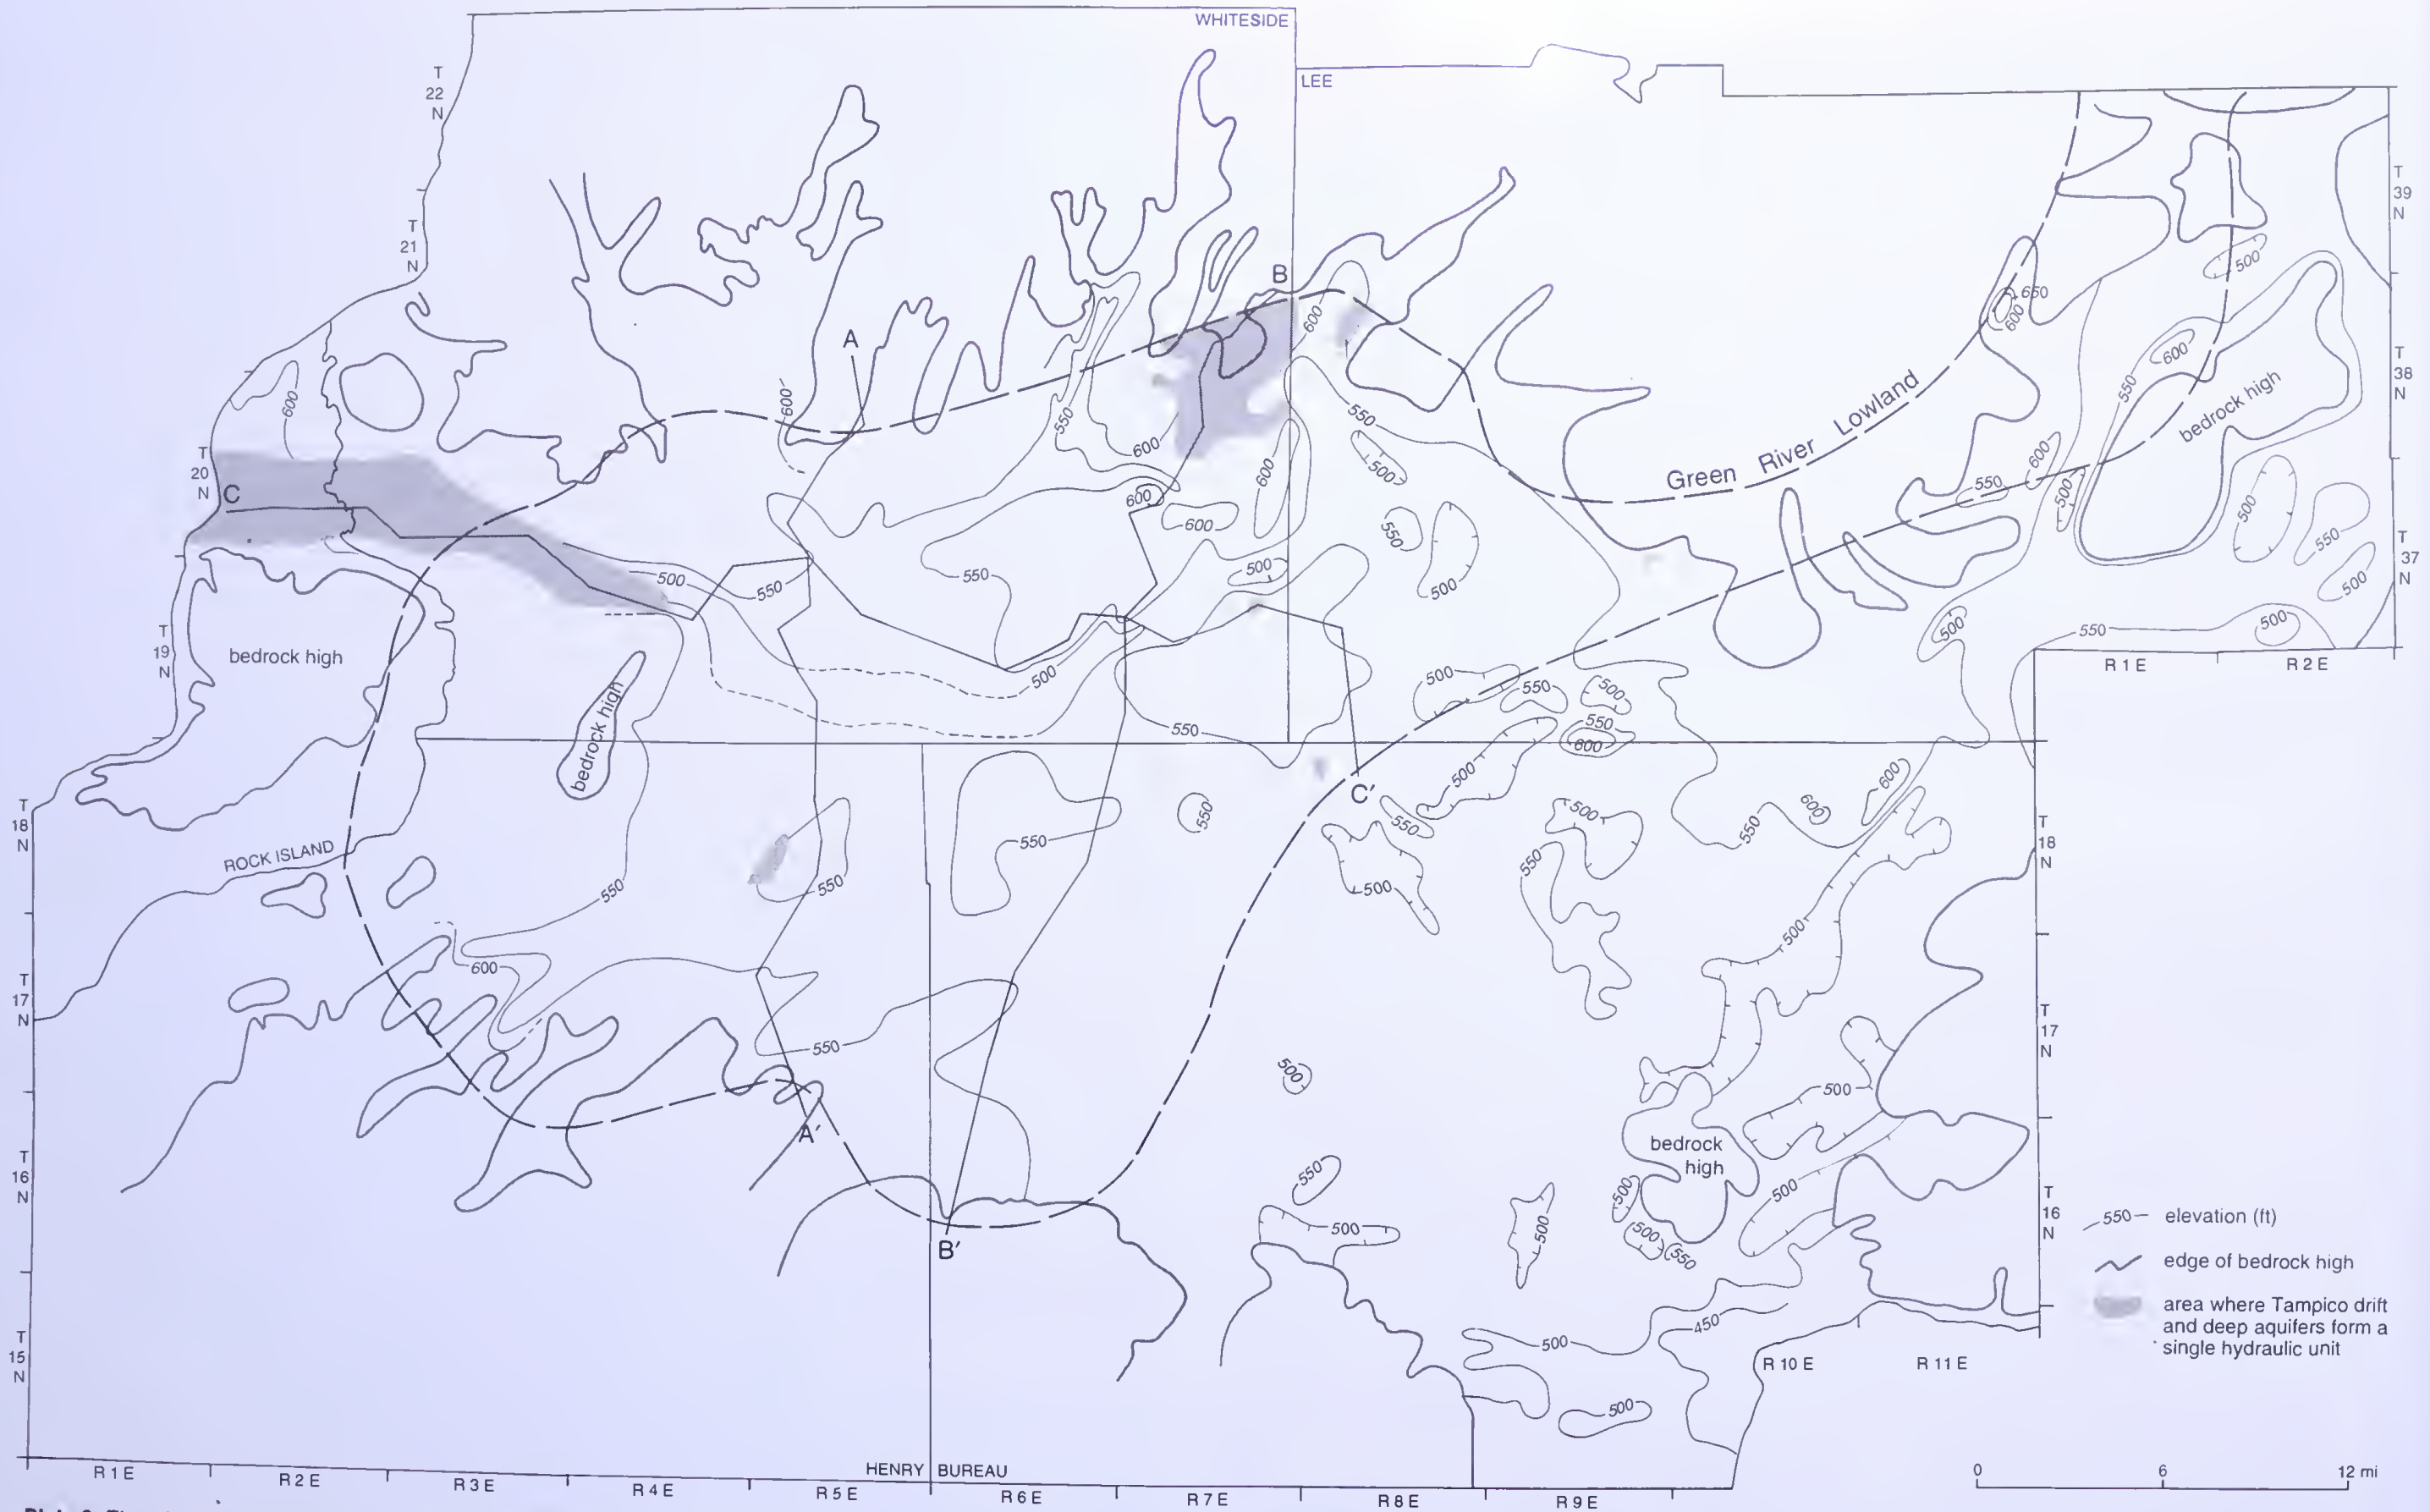 WHITESIDE
LEE
T
22
N
T
21
N
T
39
N
500
B
650
600
600
A
T
38
N
600
600
600
550
550
bedrock high
Green River Lowland
550
600
600
500
T
20
N
C
600
600
550
600
500
500
550
550
T
37
N
500
550
550
500
500
500
T
19
N
bedrock high
500
550
500
R 1 E
R 2 E
500
550
500
bedrock high
550
550
600
500
600
C'
T
18
N
550
550
500
600
550
T
18
N
ROCK ISLAND
550
550
550
550
500
500
T
17
N
600
550
T
17
N
500
500
A'
bedrock
high
T
16
N
550
500
500
T
16
N
B'
500
500
500
550
550 elevation (ft)
edge of bedrock high
area where Tampico drift
and deep aquifers form a
single hydraulic unit
T
15
N
500
450
R 10 E
R 11 E
500
HENRY
BUREAU
R 1 E
R 2 E
R 3 E
R 4 E
R 5 E
R 6 E
R 7 E
R 8 E
R 9 E
0
6
12 mi